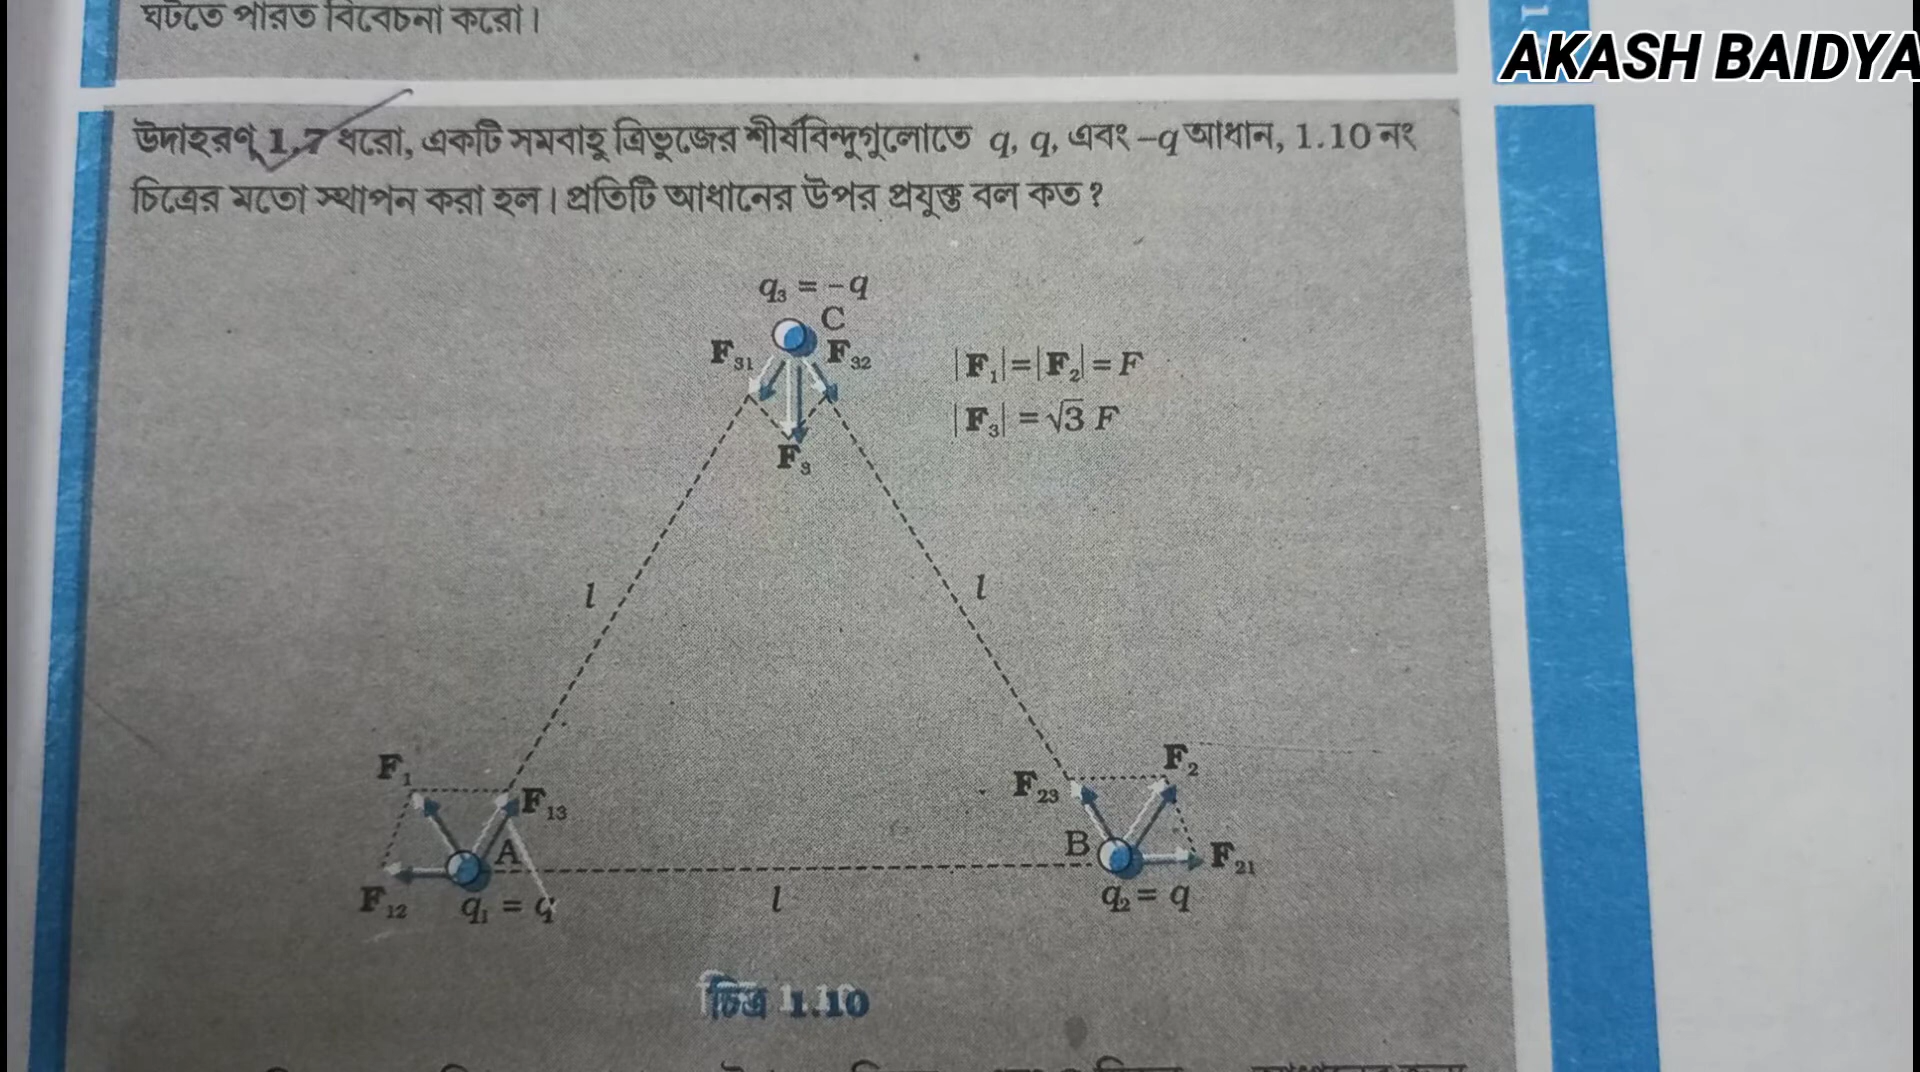 ঘটতে পারত বিবেচনা করো।
AKASH BAIDYA
উদাহরণ 1.7 ধরো, একটি সমবাহু ত্রিভুজের শীর্ষবিন্দুগুলোতে q, q, এবং -q আধান, 1.10 নং
চিত্রের মতো স্থাপন করা হল। প্রতিটি আধানের উপর প্রযুক্ত বল কত?
q₃ = -q
C
F₃₁
F₃₂
|F₁|=|F₂|= F
|F₃| = √3 F
F₃
l
l
F₁
F₁₃
F₂₃
F₂
A
B
F₁₂
F₂₁
q₁ = q
l
q₂ = q
চিত্র 1.10